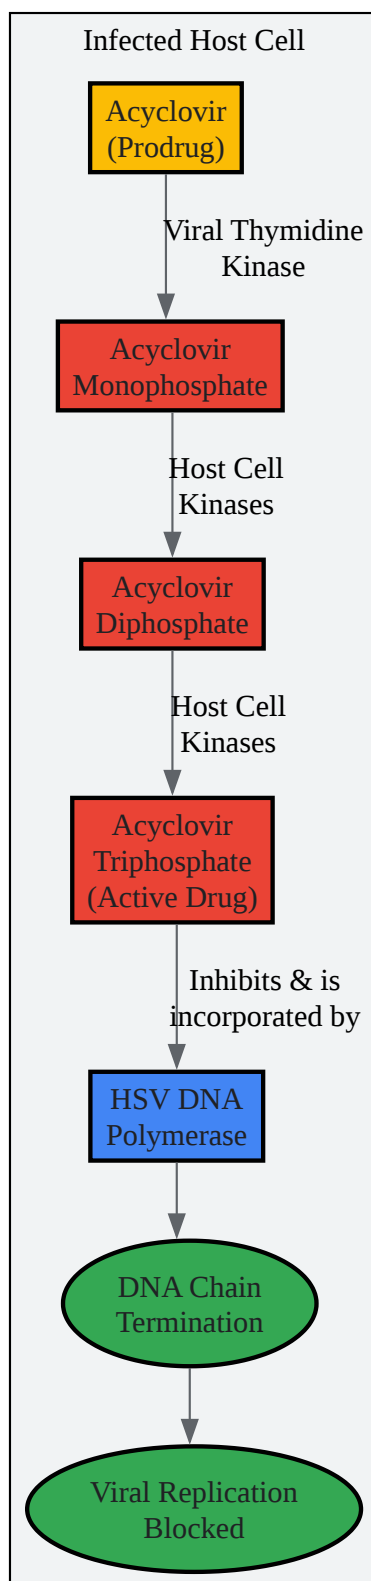 Infected Host Cell
Acyclovir
(Prodrug)
Viral Thymidine
Kinase
Acyclovir
Monophosphate
Host Cell
Kinases
Acyclovir
Diphosphate
Host Cell
Kinases
Acyclovir
Triphosphate
(Active Drug)
Inhibits & is
incorporated by
HSV DNA
Polymerase
DNA Chain
Termination
Viral Replication
Blocked